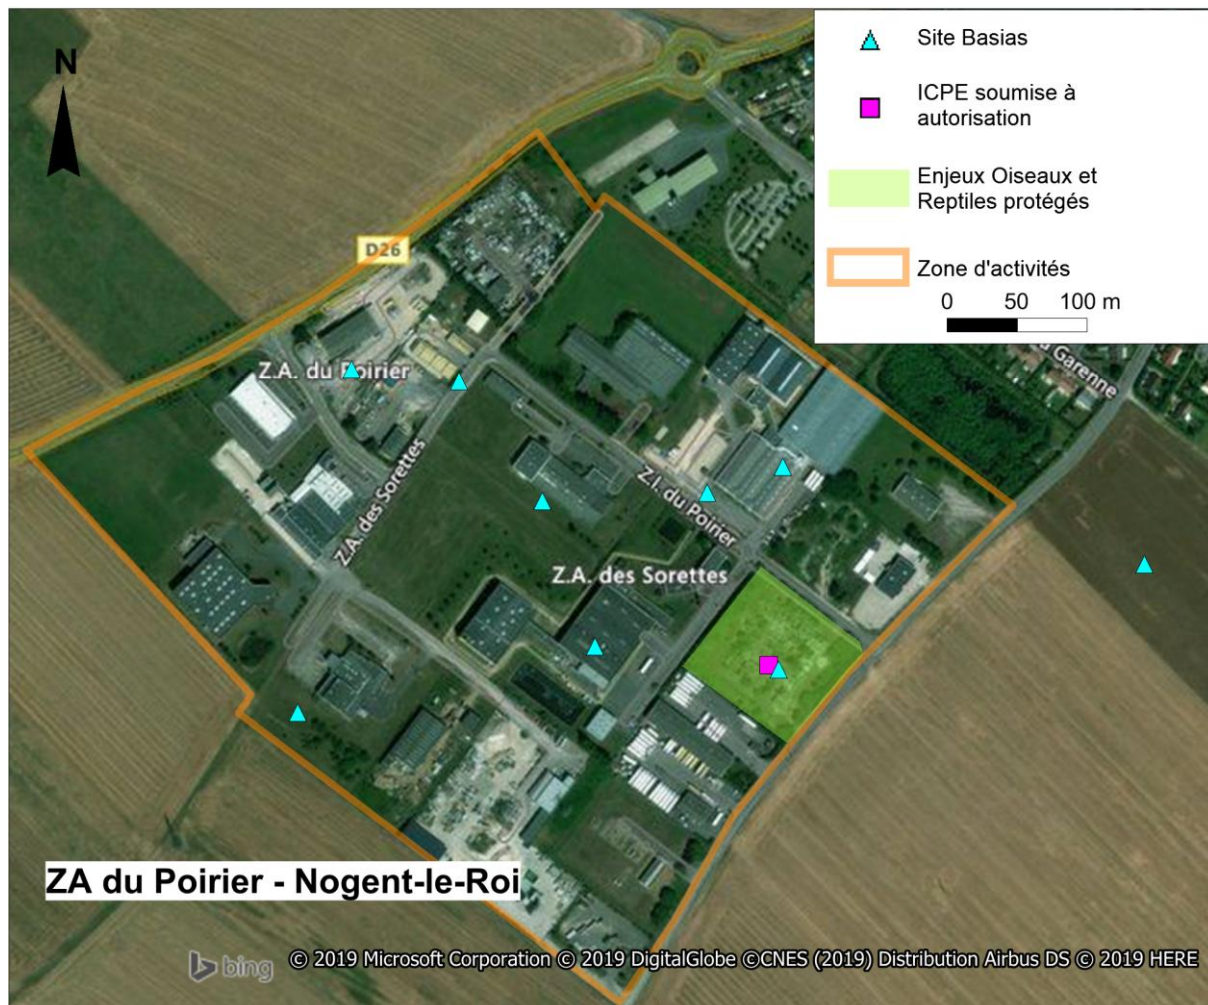 N
Site Basias
ICPE soumise à
autorisation
Enjeux Oiseaux et
Reptiles protégés
Zone d'activités
0 50 100 m
D26
Garenne
Z.A. du Poirier
Z.A. des Sorettes
Z.I. du Poirier
Z.A. des Sorettes
ZA du Poirier - Nogent-le-Roi
bing
© 2019 Microsoft Corporation © 2019 DigitalGlobe ©CNES (2019) Distribution Airbus DS © 2019 HERE